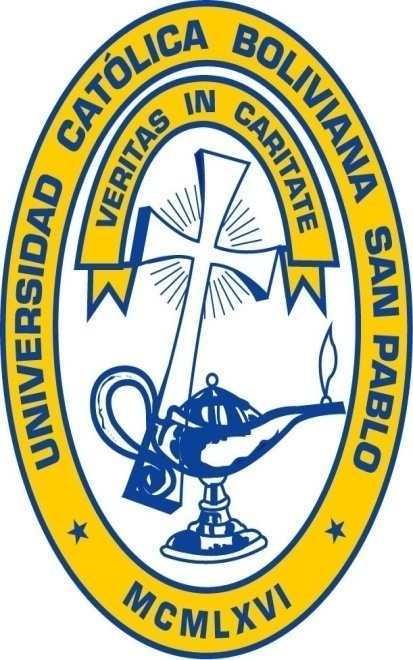 UNIVERSIDAD CATÓLICA BOLIVIANA SAN PABLO
VERITAS IN CARITATE
MCMLXVI